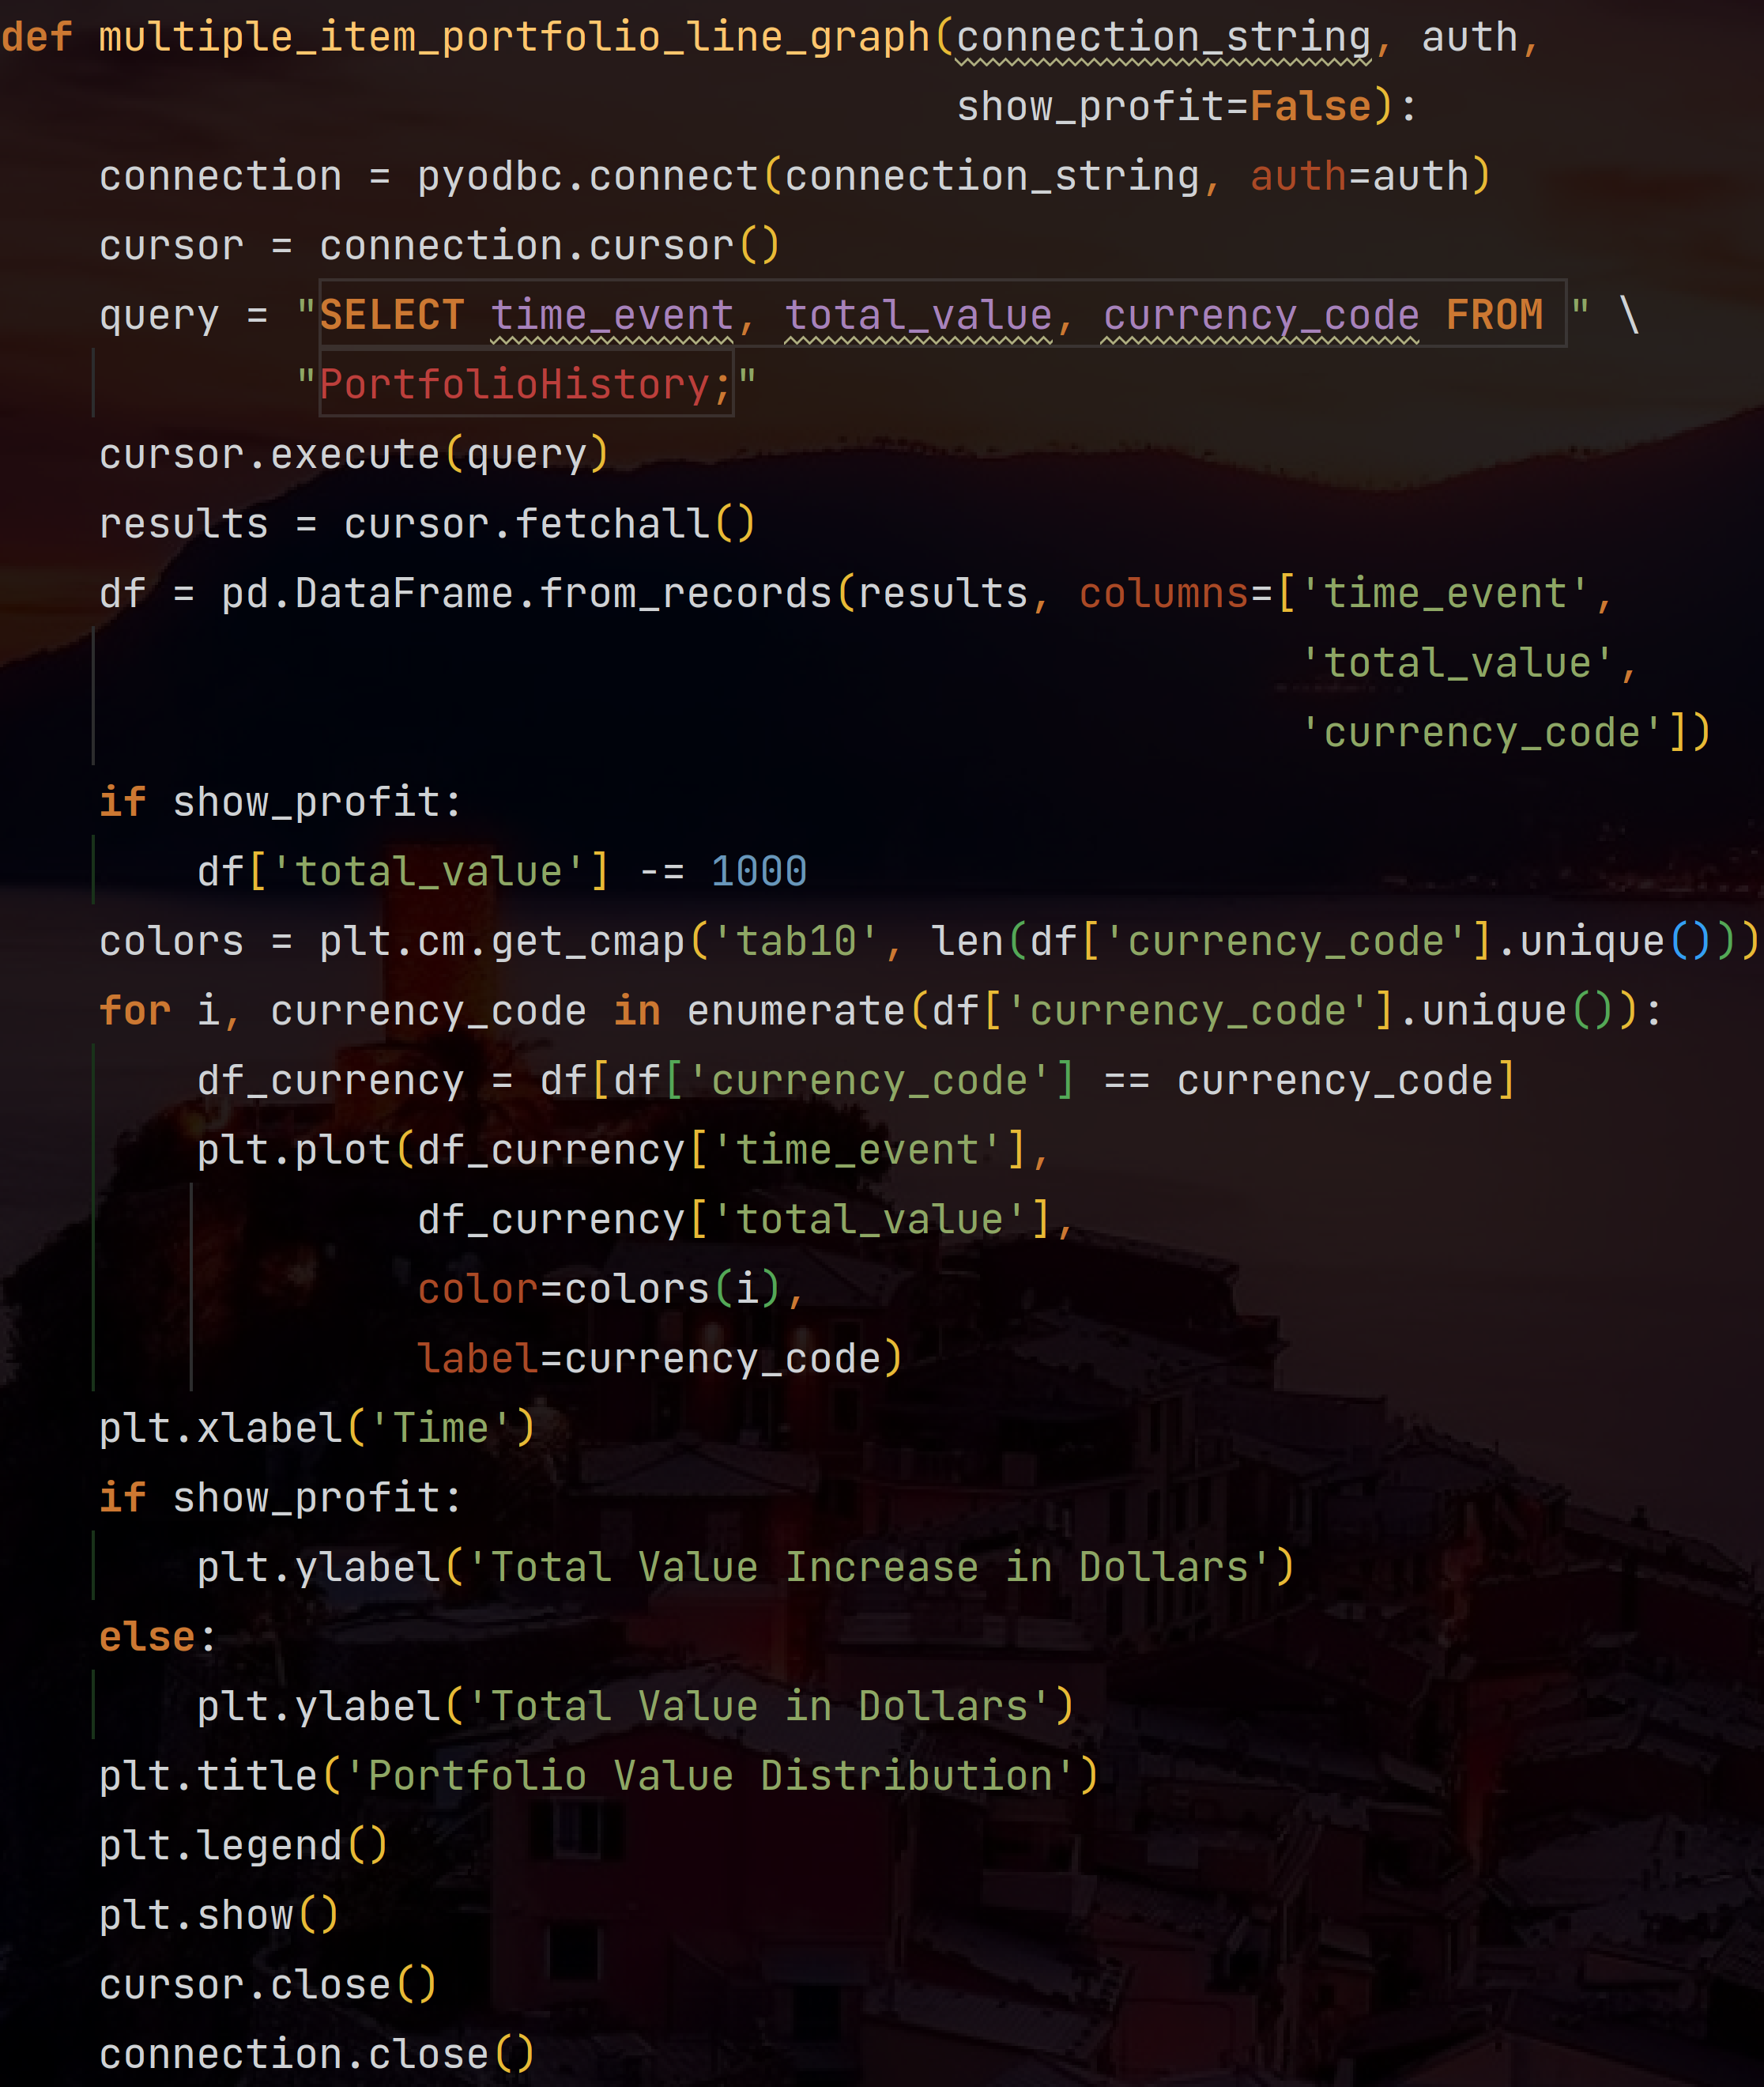 def multiple_item_portfolio_line_graph(connection_string, auth,
                                       show_profit=False):
    connection = pyodbc.connect(connection_string, auth=auth)
    cursor = connection.cursor()
    query = "SELECT time_event, total_value, currency_code FROM " \
            "PortfolioHistory;"
    cursor.execute(query)
    results = cursor.fetchall()
    df = pd.DataFrame.from_records(results, columns=['time_event',
                                                     'total_value',
                                                     'currency_code'])
    if show_profit:
        df['total_value'] -= 1000
    colors = plt.cm.get_cmap('tab10', len(df['currency_code'].unique()))
    for i, currency_code in enumerate(df['currency_code'].unique()):
        df_currency = df[df['currency_code'] == currency_code]
        plt.plot(df_currency['time_event'],
                 df_currency['total_value'],
                 color=colors(i),
                 label=currency_code)
    plt.xlabel('Time')
    if show_profit:
        plt.ylabel('Total Value Increase in Dollars')
    else:
        plt.ylabel('Total Value in Dollars')
    plt.title('Portfolio Value Distribution')
    plt.legend()
    plt.show()
    cursor.close()
    connection.close()